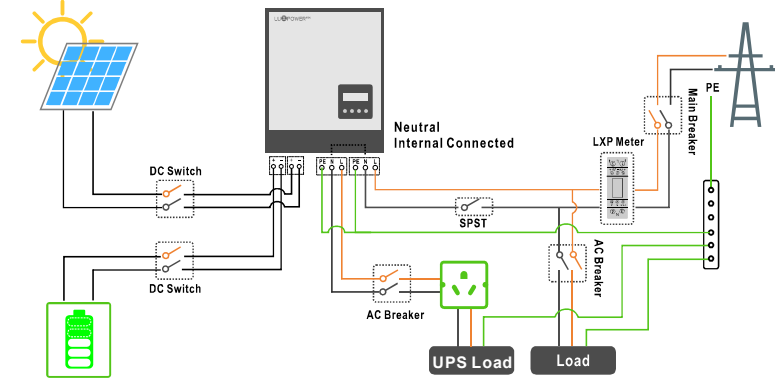 LUXPOWER
PE
Main Breaker
Neutral
Internal Connected
LXP Meter
+ - + -
PE N L PE N L
DC Switch
SPST
AC Breaker
DC Switch
AC Breaker
UPS Load
Load